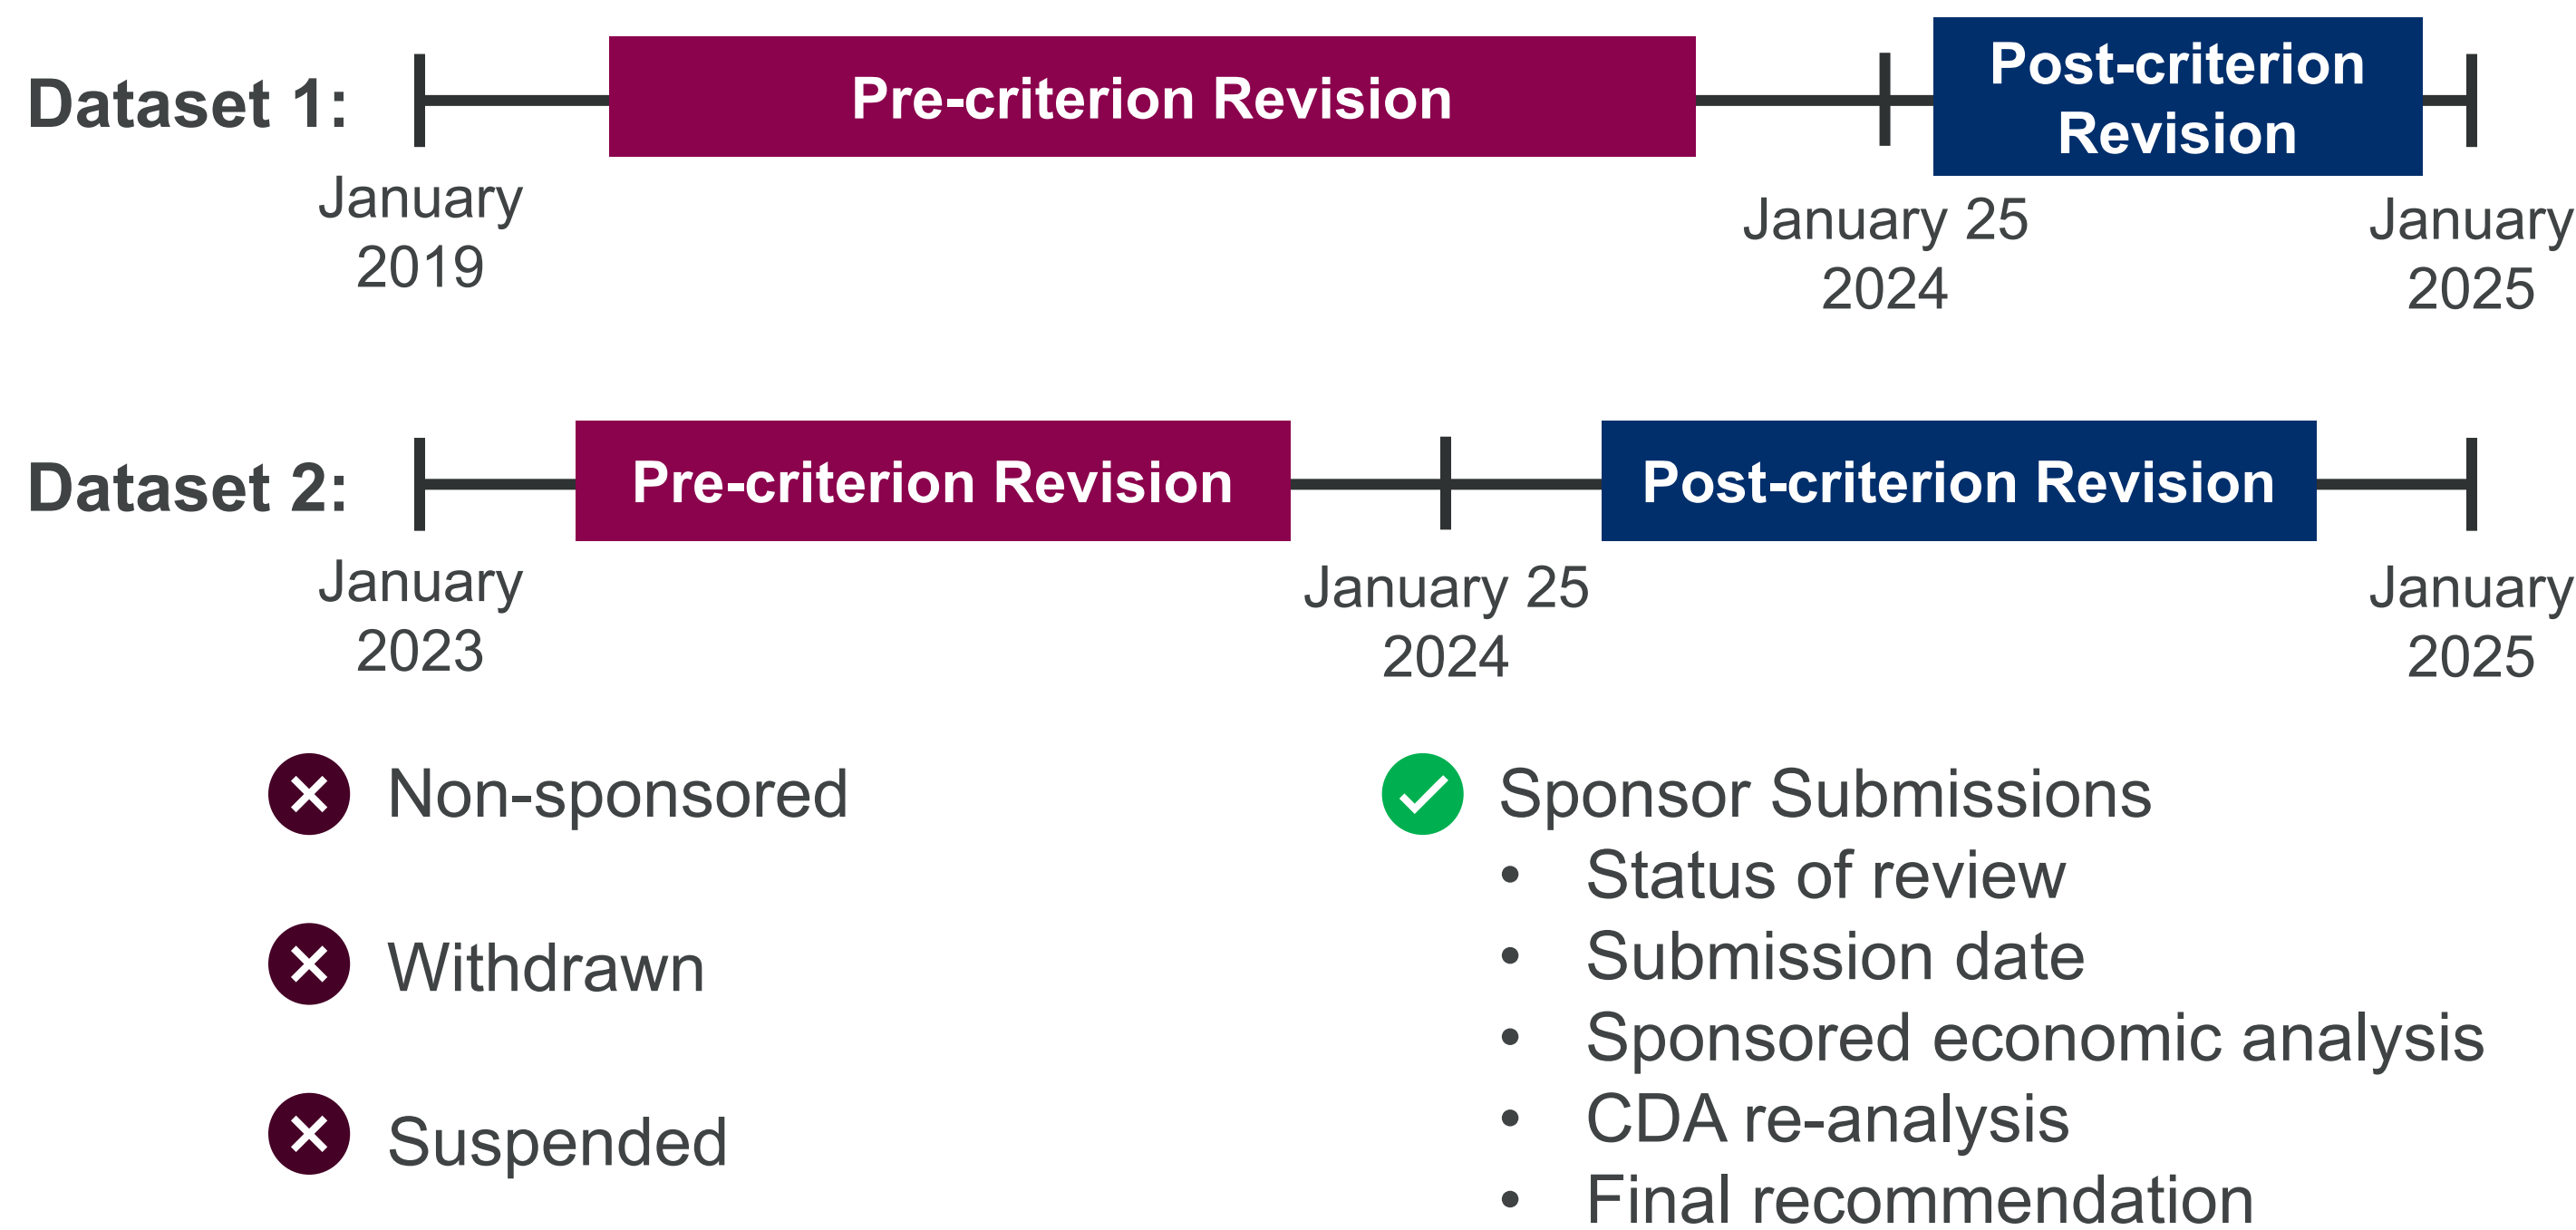 Dataset 1:
Pre-criterion Revision
Post-criterion
Revision
January
2019
January 25
2024
January
2025
Dataset 2:
Pre-criterion Revision
Post-criterion Revision
January
2023
January 25
2024
January
2025
Non-sponsored
Withdrawn
Suspended
Sponsor Submissions
• Status of review
• Submission date
• Sponsored economic analysis
• CDA re-analysis
• Final recommendation